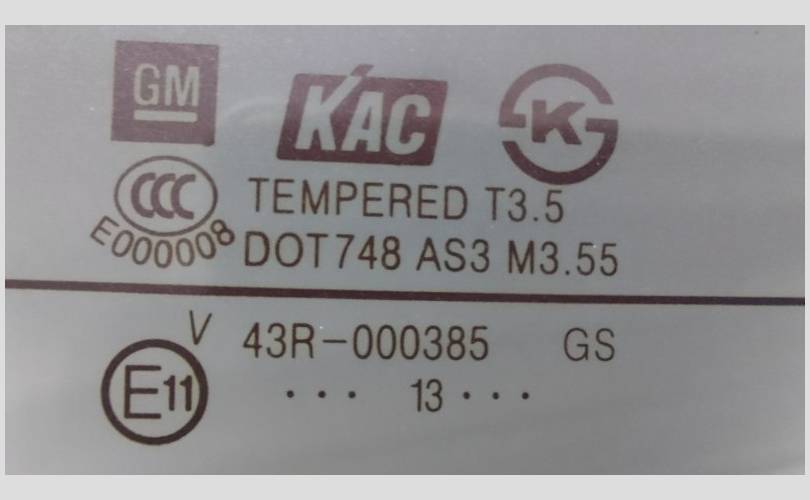 GM KAC K
CCC TEMPERED T3.5
E000008 DOT748 AS3 M3.55
V 43R-000385 GS
E11 ··· 13 ···